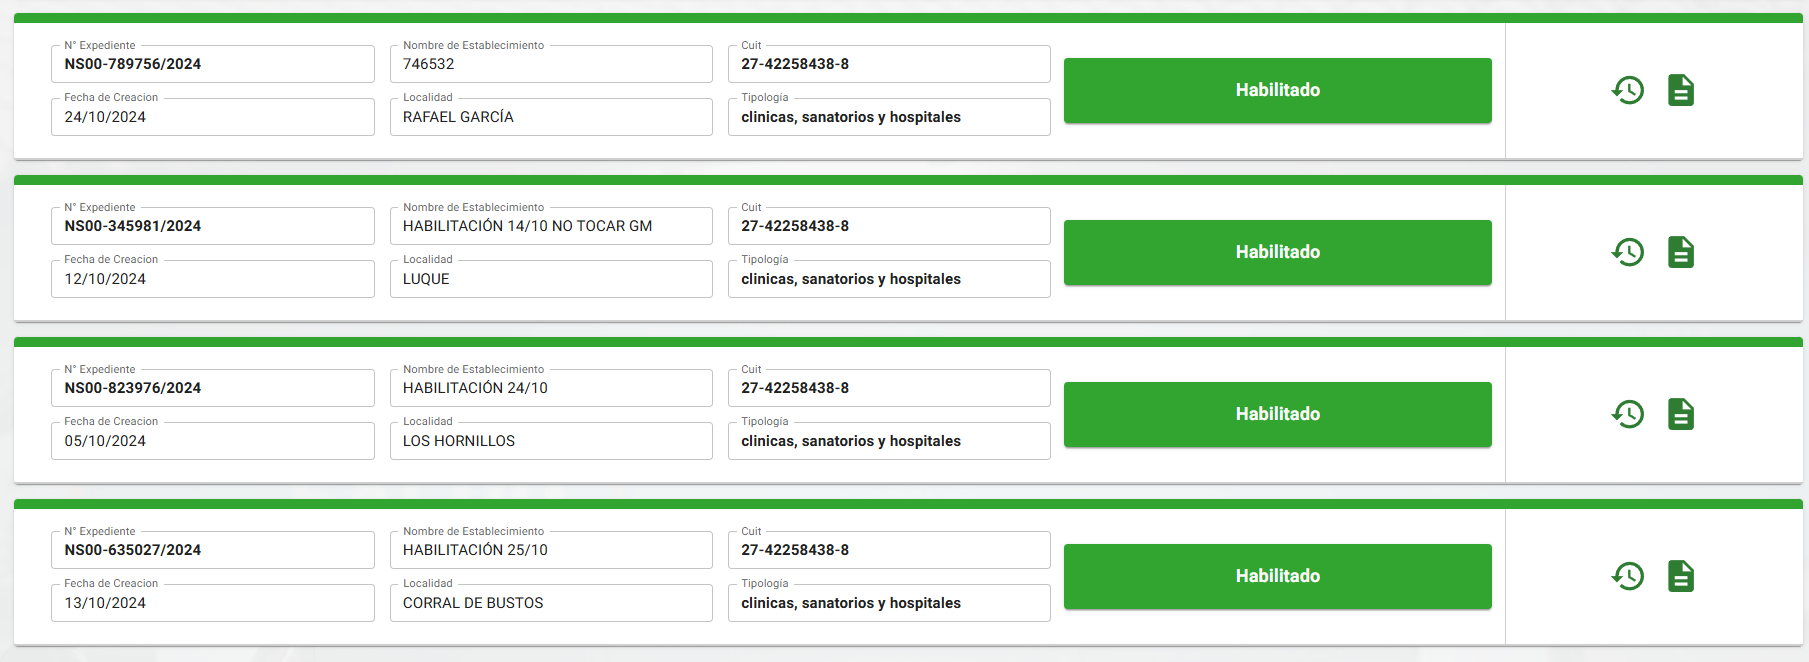 N° Expediente
NS00-789756/2024
Nombre de Establecimiento
746532
Cuit
27-42258438-8
Fecha de Creacion
24/10/2024
Localidad
RAFAEL GARCÍA
Tipología
clinicas, sanatorios y hospitales
Habilitado
N° Expediente
NS00-345981/2024
Nombre de Establecimiento
HABILITACIÓN 14/10 NO TOCAR GM
Cuit
27-42258438-8
Fecha de Creacion
12/10/2024
Localidad
LUQUE
Tipología
clinicas, sanatorios y hospitales
Habilitado
N° Expediente
NS00-823976/2024
Nombre de Establecimiento
HABILITACIÓN 24/10
Cuit
27-42258438-8
Fecha de Creacion
05/10/2024
Localidad
LOS HORNILLOS
Tipología
clinicas, sanatorios y hospitales
Habilitado
N° Expediente
NS00-635027/2024
Nombre de Establecimiento
HABILITACIÓN 25/10
Cuit
27-42258438-8
Fecha de Creacion
13/10/2024
Localidad
CORRAL DE BUSTOS
Tipología
clinicas, sanatorios y hospitales
Habilitado